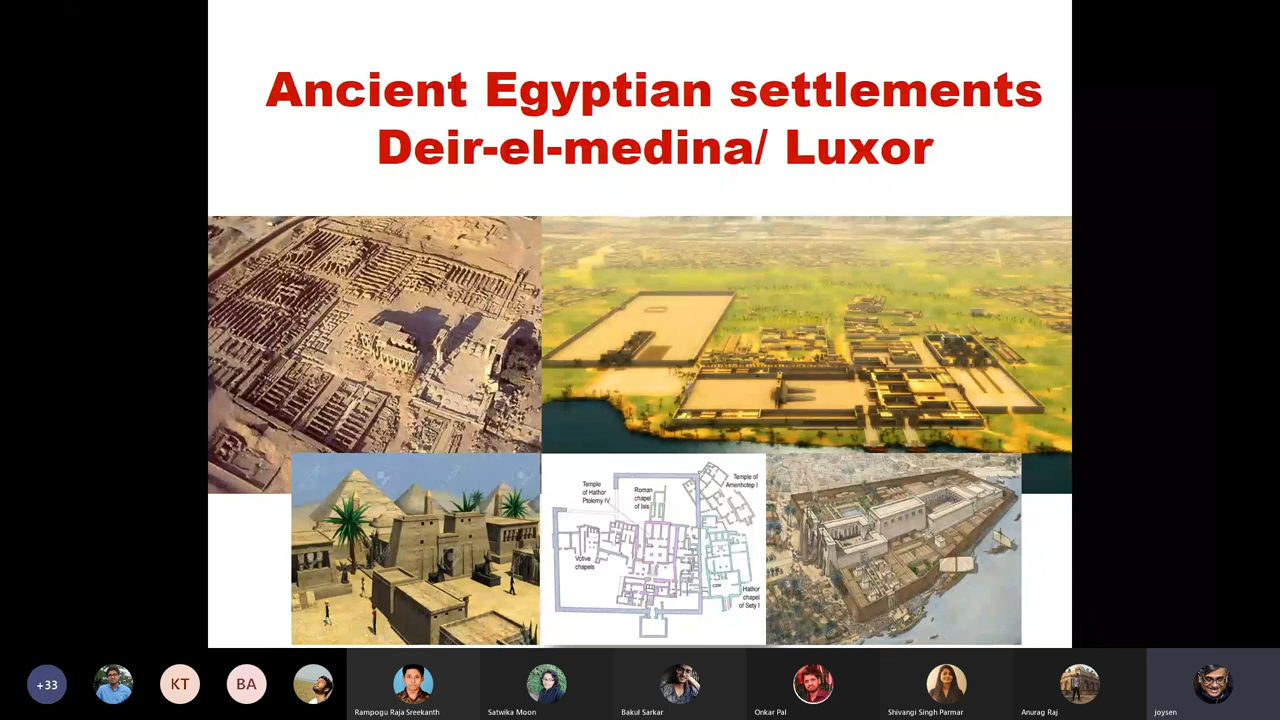 Ancient Egyptian settlements
Deir-el-medina/ Luxor
Temple
of Hathor
Ptolemy IV
Roman
chapel
of Isis
Temple of
Amenhotep I
Votive
chapels
Hathor
chapel
of Sety I
+33
KT
BA
Rampogu Raja Sreekanth
Satwika Moon
Bakul Sarkar
Onkar Pal
Shivangi Singh Parmar
Anurag Raj
joysen